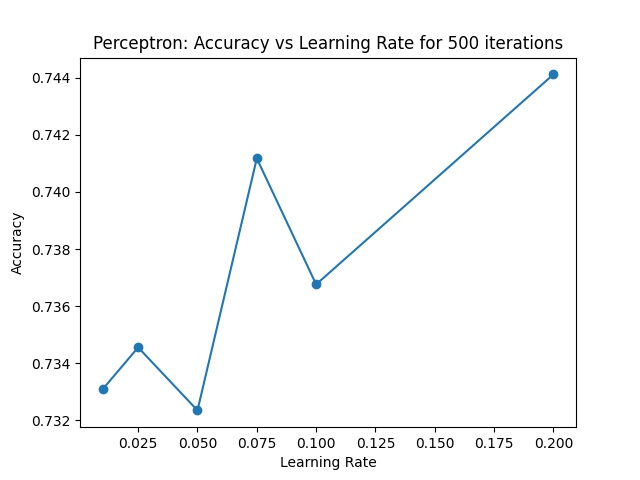 Perceptron: Accuracy vs Learning Rate for 500 iterations
0.744
0.742
0.740
0.738
0.736
0.734
0.732
Accuracy
0.025 0.050 0.075 0.100 0.125 0.150 0.175 0.200
Learning Rate